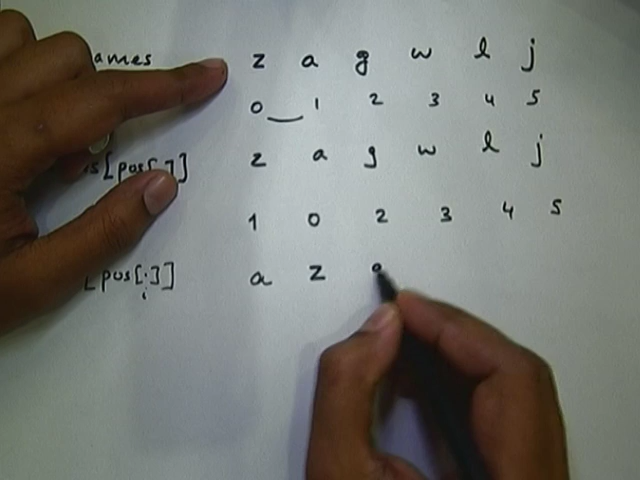 ames z a g w l j
0 1 2 3 4 5
s[pos[i]] z a g w l j
1 0 2 3 4 5
[pos[i]] a z